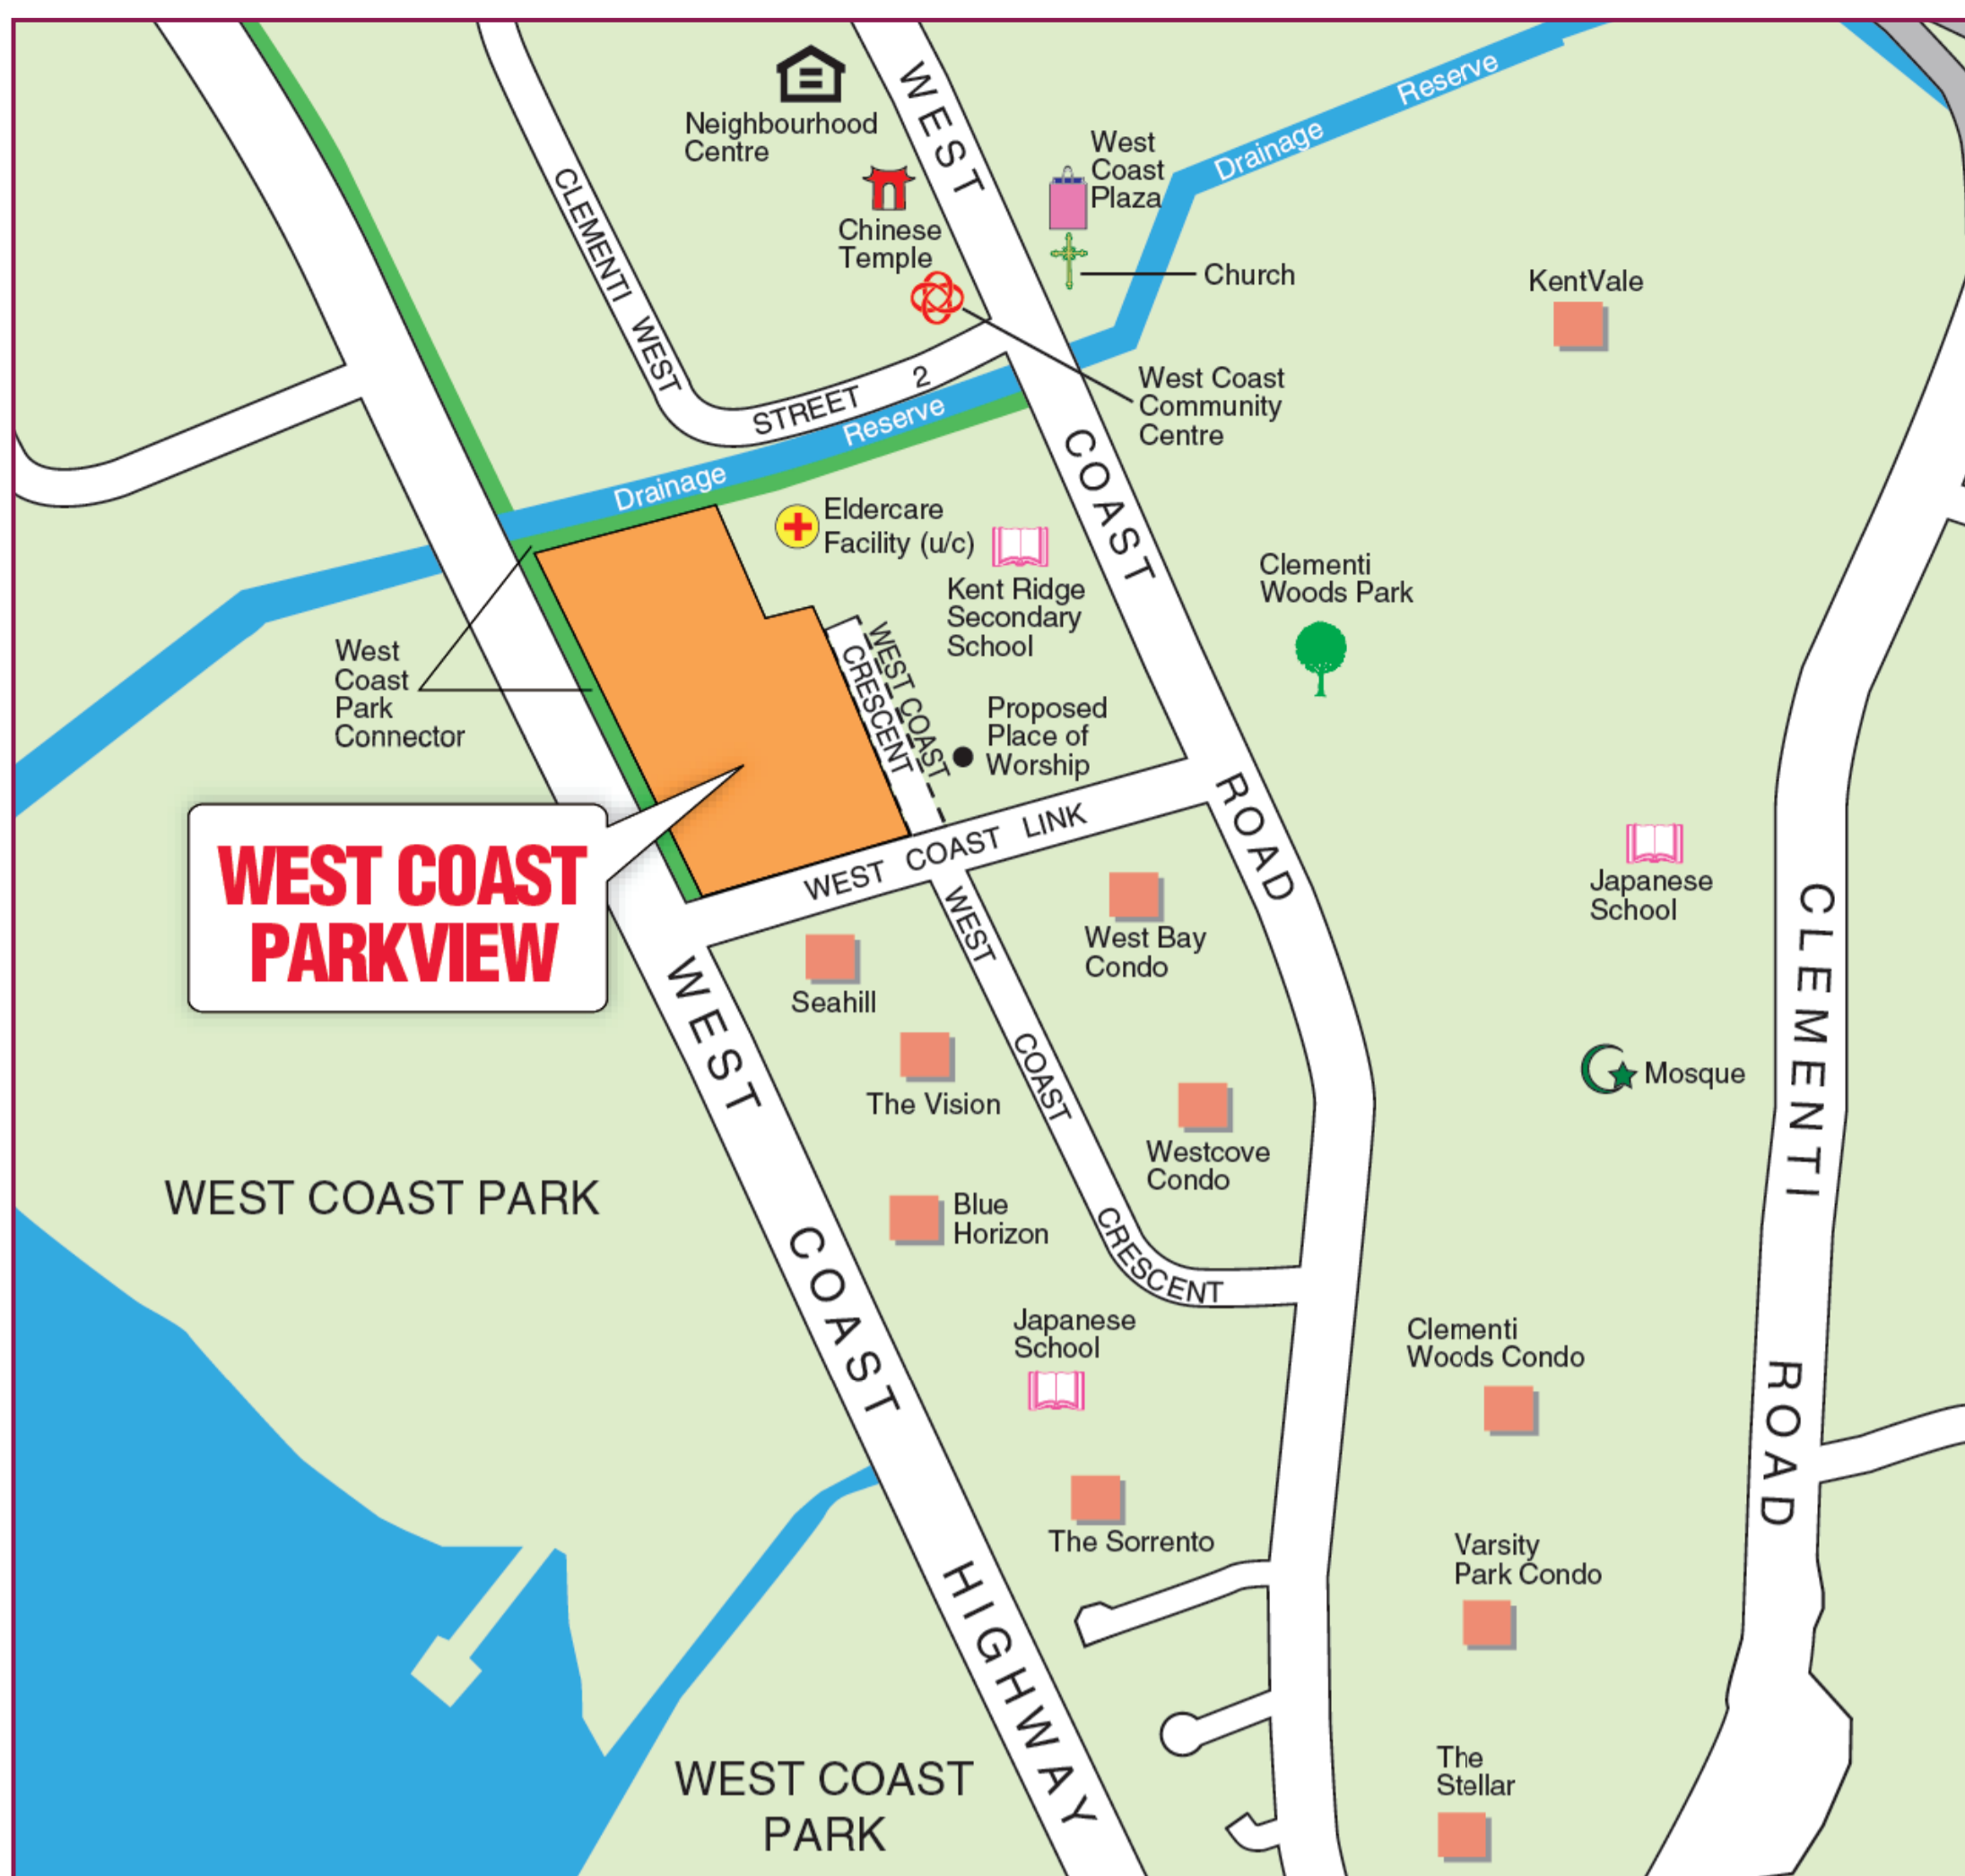 Neighbourhood
Centre
WEST
West
Coast
Plaza
Drainage
Reserve
CLEMENTI WEST
STREET 2
Chinese
Temple
Church
KentVale
West Coast
Community
Centre
Drainage
Reserve
COAST
Eldercare
Facility (u/c)
Kent Ridge
Secondary
School
Clementi
Woods Park
West
Coast
Park
Connector
WEST COAST
CRESCENT
Proposed
Place of
Worship
ROAD
WEST COAST LINK
WEST COAST
PARKVIEW
Japanese
School
CLEMENTI
ROAD
West Bay
Condo
Seahill
WEST
COAST
CRESCENT
The Vision
Mosque
Westcove
Condo
WEST COAST PARK
Blue
Horizon
WEST
COAST
HIGHWAY
Japanese
School
Clementi
Woods Condo
The Sorrento
Varsity
Park Condo
The
Stellar
WEST COAST
PARK